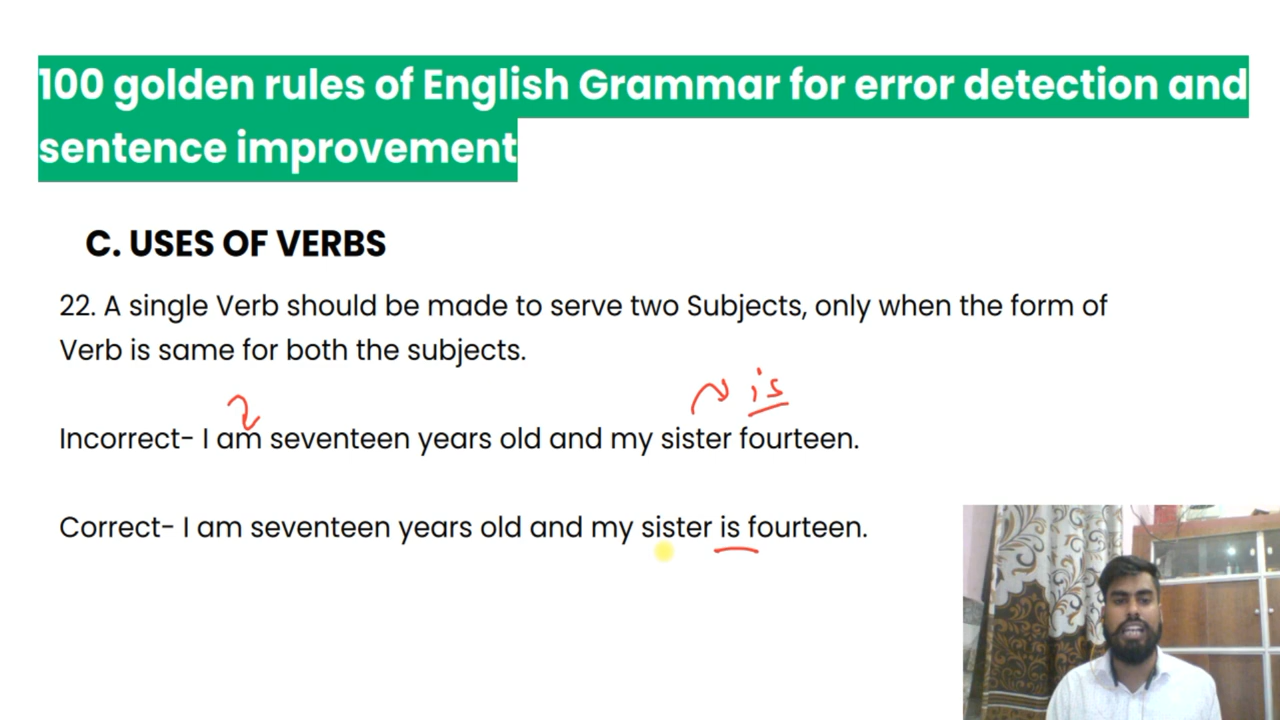 100 golden rules of English Grammar for error detection and
sentence improvement
C. USES OF VERBS
22. A single Verb should be made to serve two Subjects, only when the form of
Verb is same for both the subjects.
is
Incorrect- I am seventeen years old and my sister fourteen.
Correct- I am seventeen years old and my sister is fourteen.